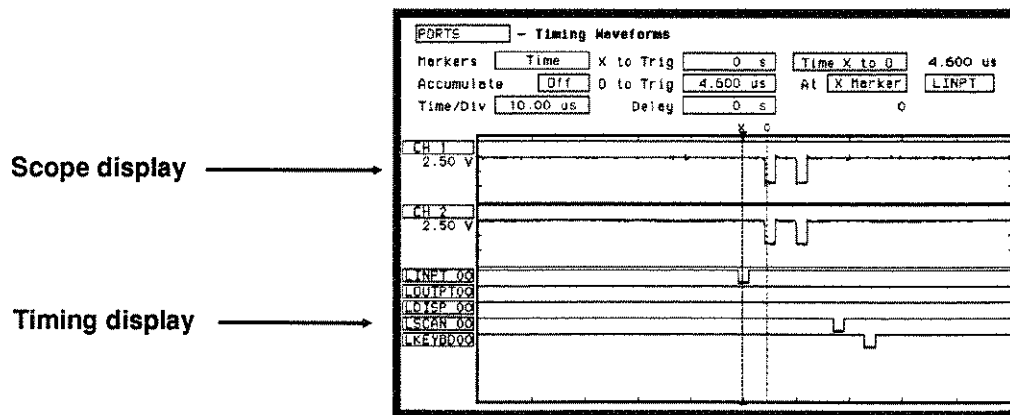 PORTS - Timing Waveforms
Markers Time X to Trig 0 s Time X to O 4.600 us
Accumulate Off O to Trig 4.600 us At X Marker LINPT
Time/Div 10.00 us Delay 0 s 0
X O
CH 1
2.50 V
Scope display
CH 2
2.50 V
LINPT 00
LOUTPT00
LDISP 00
Timing display
LSCAN 00
LKEYBD00